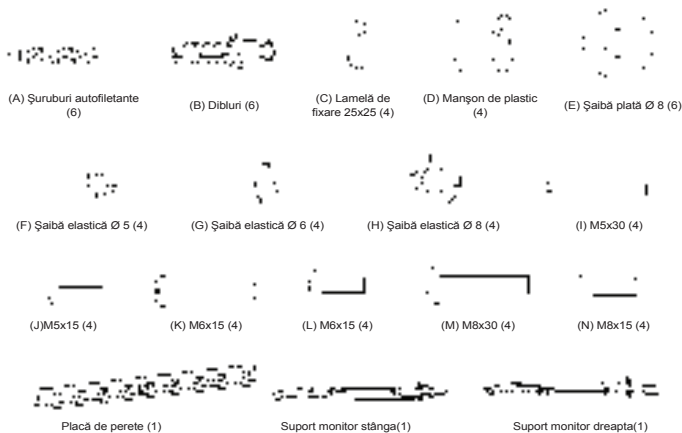 (A) Şuruburi autofiletante
(6)
(B) Dibluri (6)
(C) Lamelă de
fixare 25x25 (4)
(D) Manşon de plastic
(4)
(E) Şaibă plată Ø 8 (6)
(F) Şaibă elastică Ø 5 (4)
(G) Şaibă elastică Ø 6 (4)
(H) Şaibă elastică Ø 8 (4)
(I) M5x30 (4)
(J)M5x15 (4)
(K) M6x15 (4)
(L) M6x15 (4)
(M) M8x30 (4)
(N) M8x15 (4)
Placă de perete (1)
Suport monitor stânga(1)
Suport monitor dreapta(1)